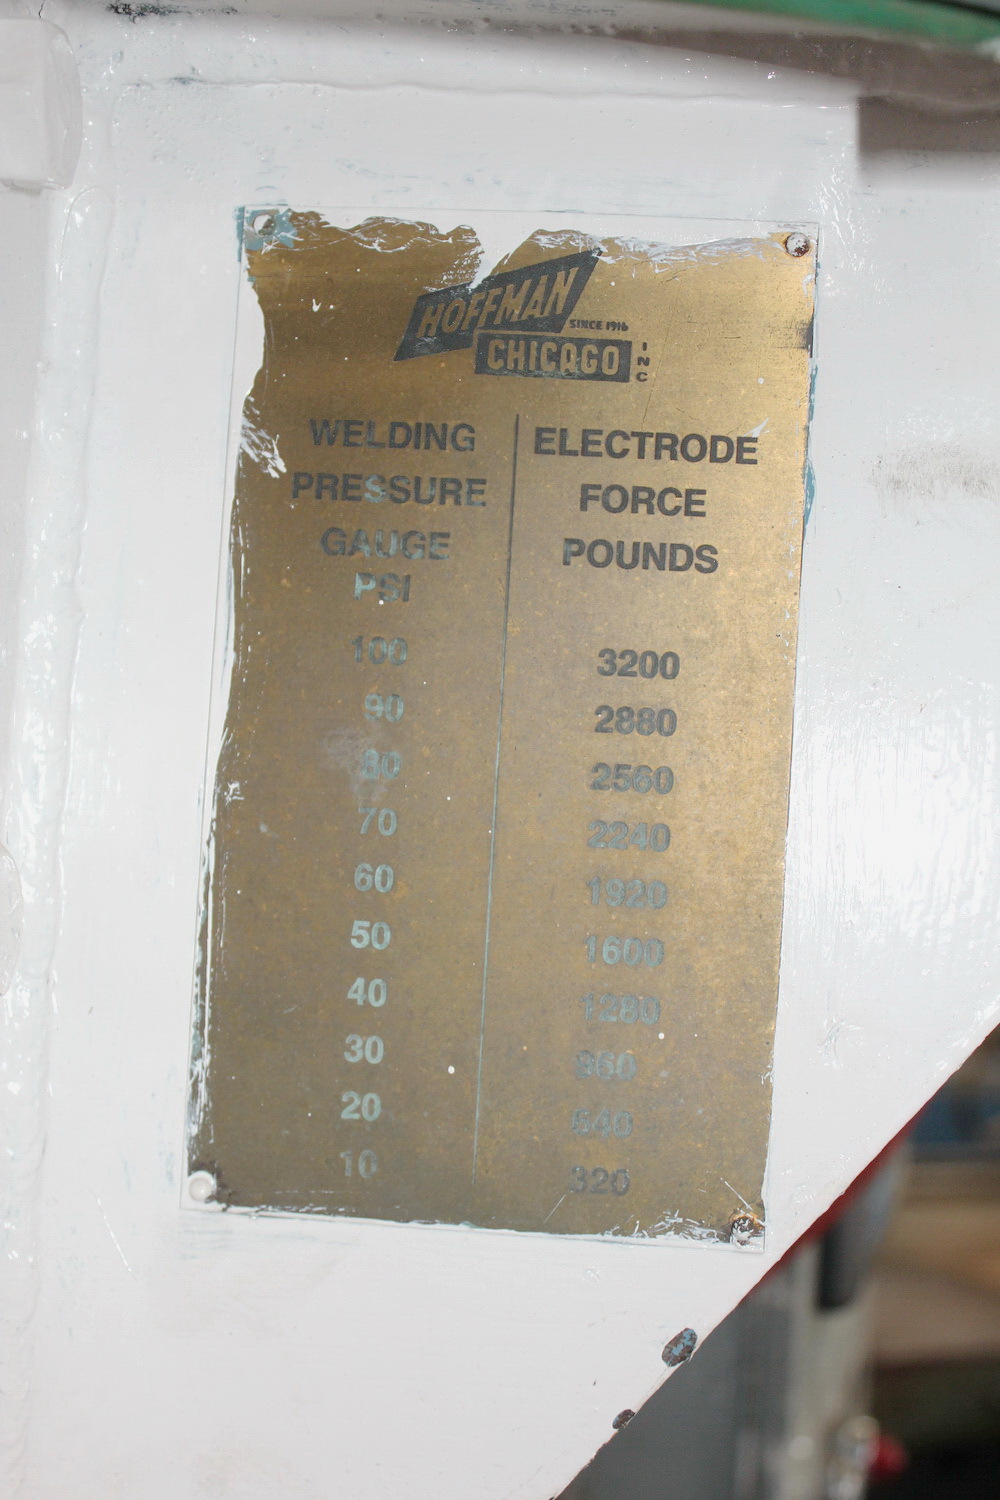 HOFFMAN
SINCE 1916
CHICAGO INC
WELDING PRESSURE GAUGE PSI
ELECTRODE FORCE POUNDS
100 3200
90 2880
80 2560
70 2240
60 1920
50 1600
40 1280
30 960
20 640
10 320